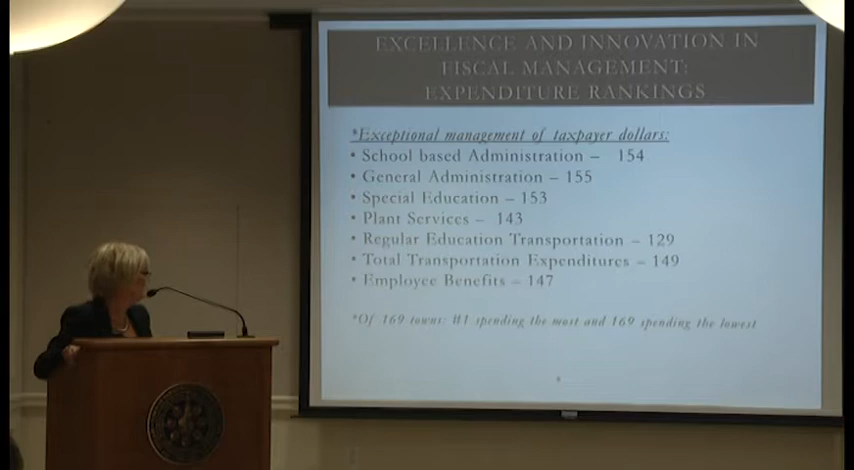 EXCELLENCE AND INNOVATION IN
FISCAL MANAGEMENT:
EXPENDITURE RANKINGS
*Exceptional management of taxpayer dollars:
• School based Administration – 154
• General Administration – 155
• Special Education – 153
• Plant Services – 143
• Regular Education Transportation – 129
• Total Transportation Expenditures – 149
• Employee Benefits – 147
*Of 169 towns: #1 spending the most and 169 spending the lowest